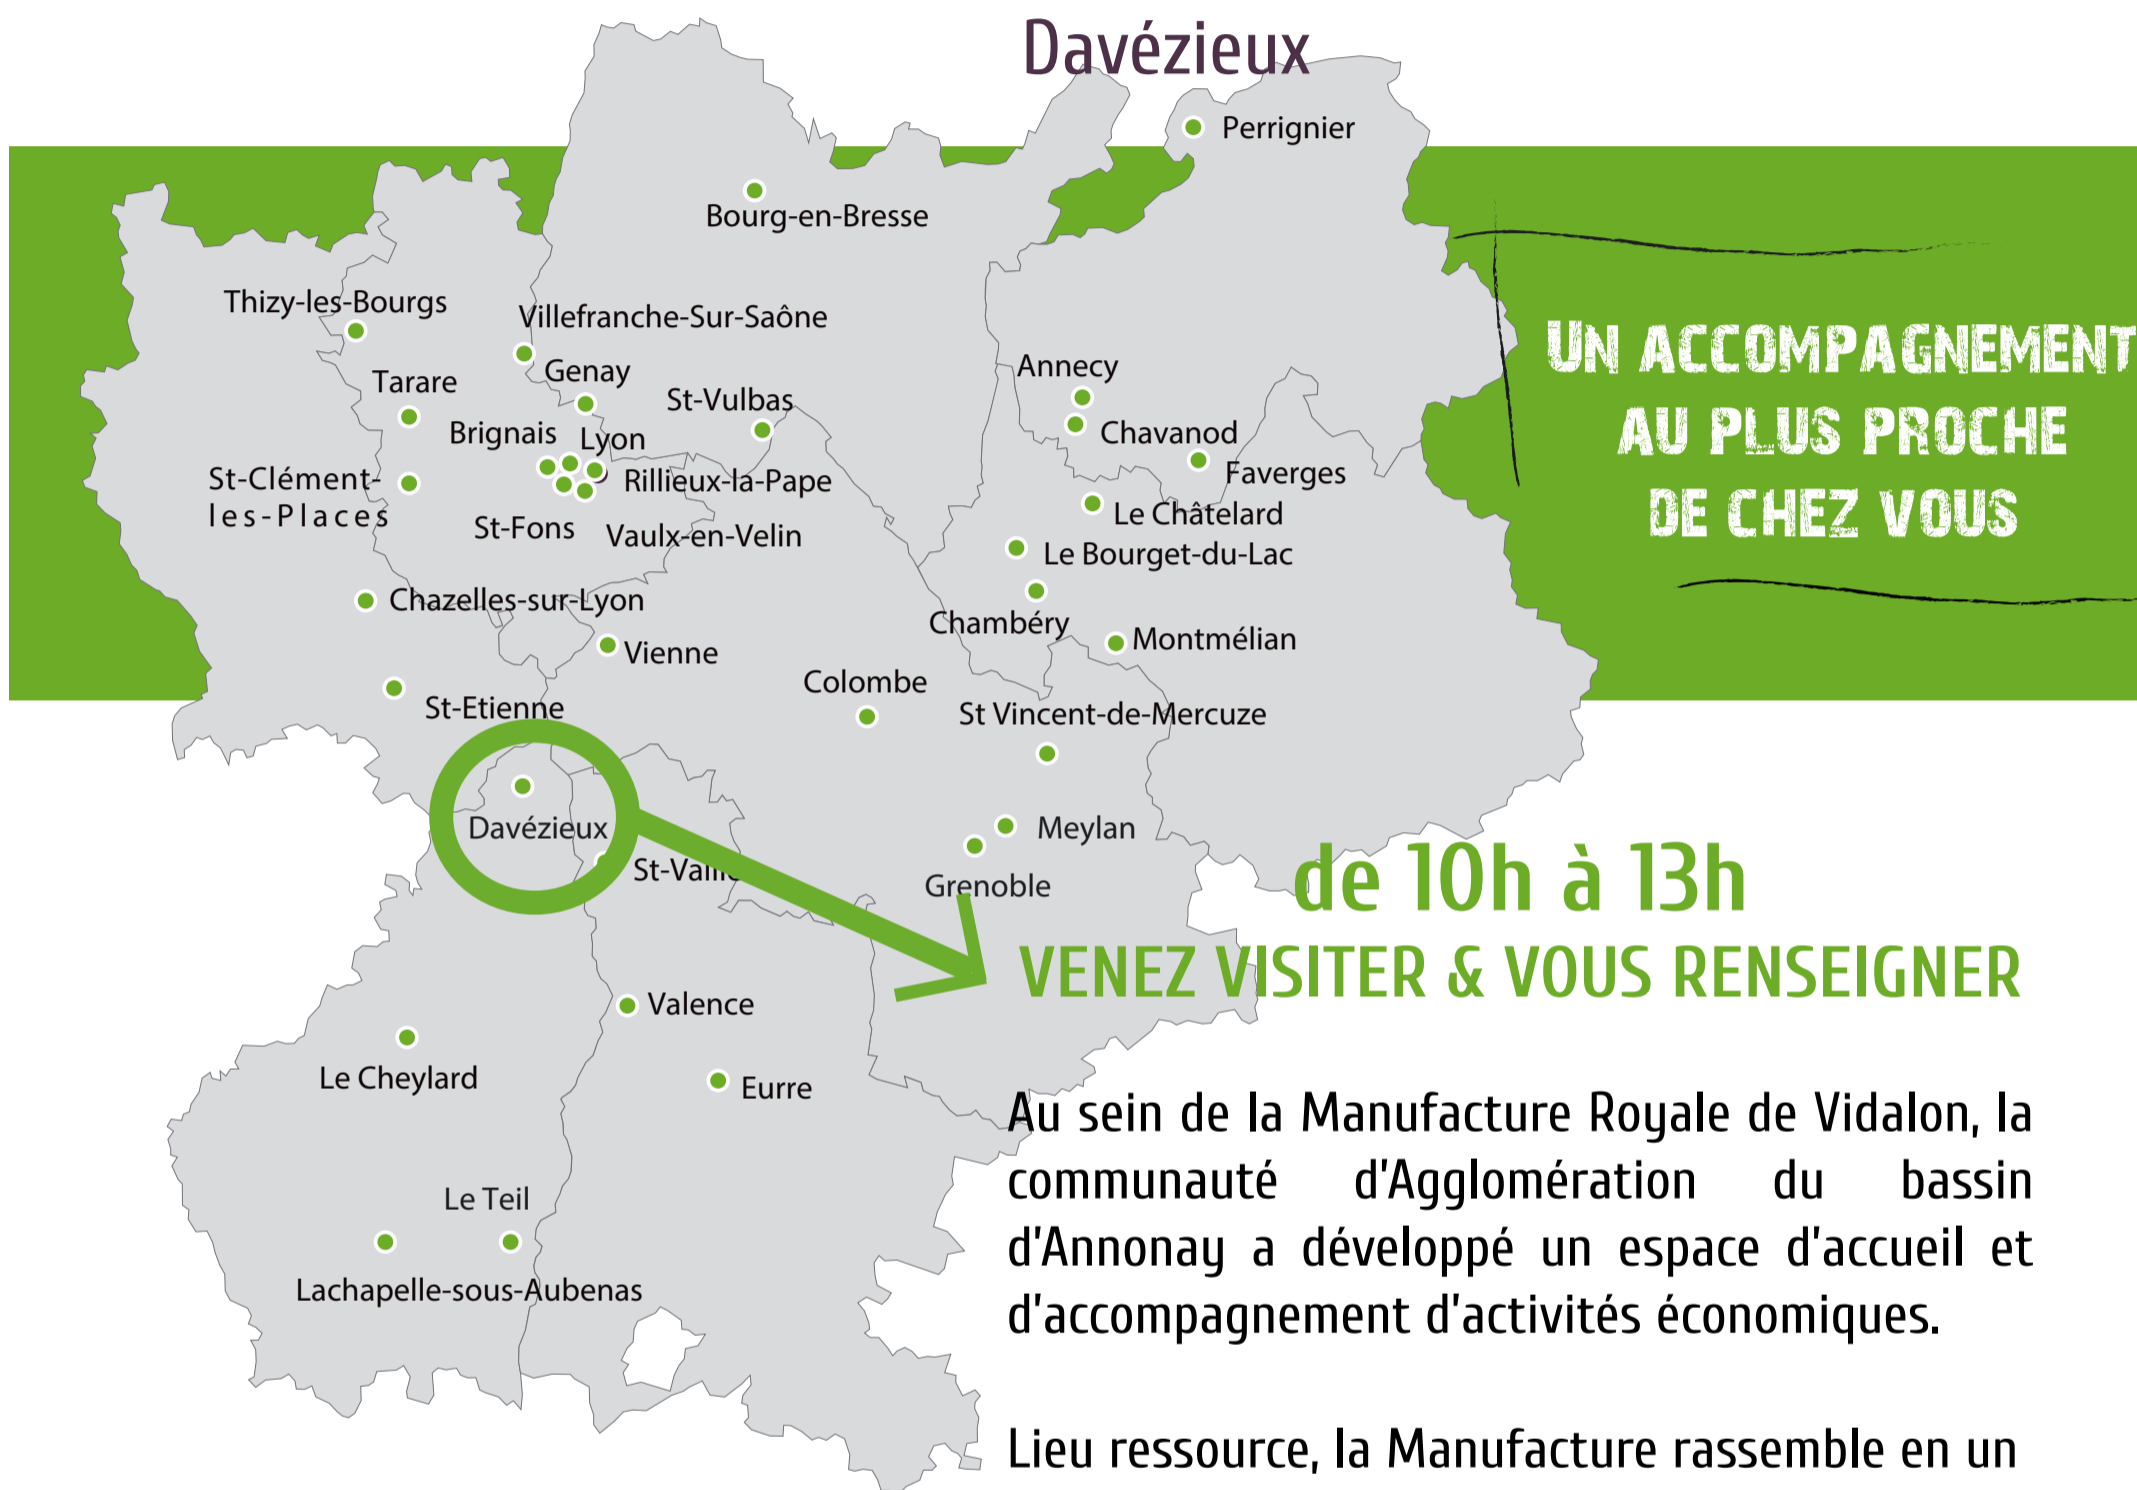 Davézieux
Perrignier
Bourg-en-Bresse
Thizy-les-Bourgs
Villefranche-Sur-Saône
UN ACCOMPAGNEMENT
AU PLUS PROCHE
DE CHEZ VOUS
Annecy
Genay
Tarare
St-Vulbas
Brignais
Lyon
Chavanod
Faverges
St-Clément-
les-Places
Rillieux-la-Pape
Le Châtelard
St-Fons
Vaulx-en-Velin
Le Bourget-du-Lac
Chazelles-sur-Lyon
Chambéry
Montmélian
Vienne
Colombe
St-Etienne
St Vincent-de-Mercuze
Davézieux
Meylan
Grenoble
de 10h à 13h
VENEZ VISITER & VOUS RENSEIGNER
Valence
Le Cheylard
Eurre
Le Teil
Lachapelle-sous-Aubenas
Au sein de la Manufacture Royale de Vidalon, la
communauté d'Agglomération du bassin
d'Annonay a développé un espace d'accueil et
d'accompagnement d'activités économiques.
Lieu ressource, la Manufacture rassemble en un